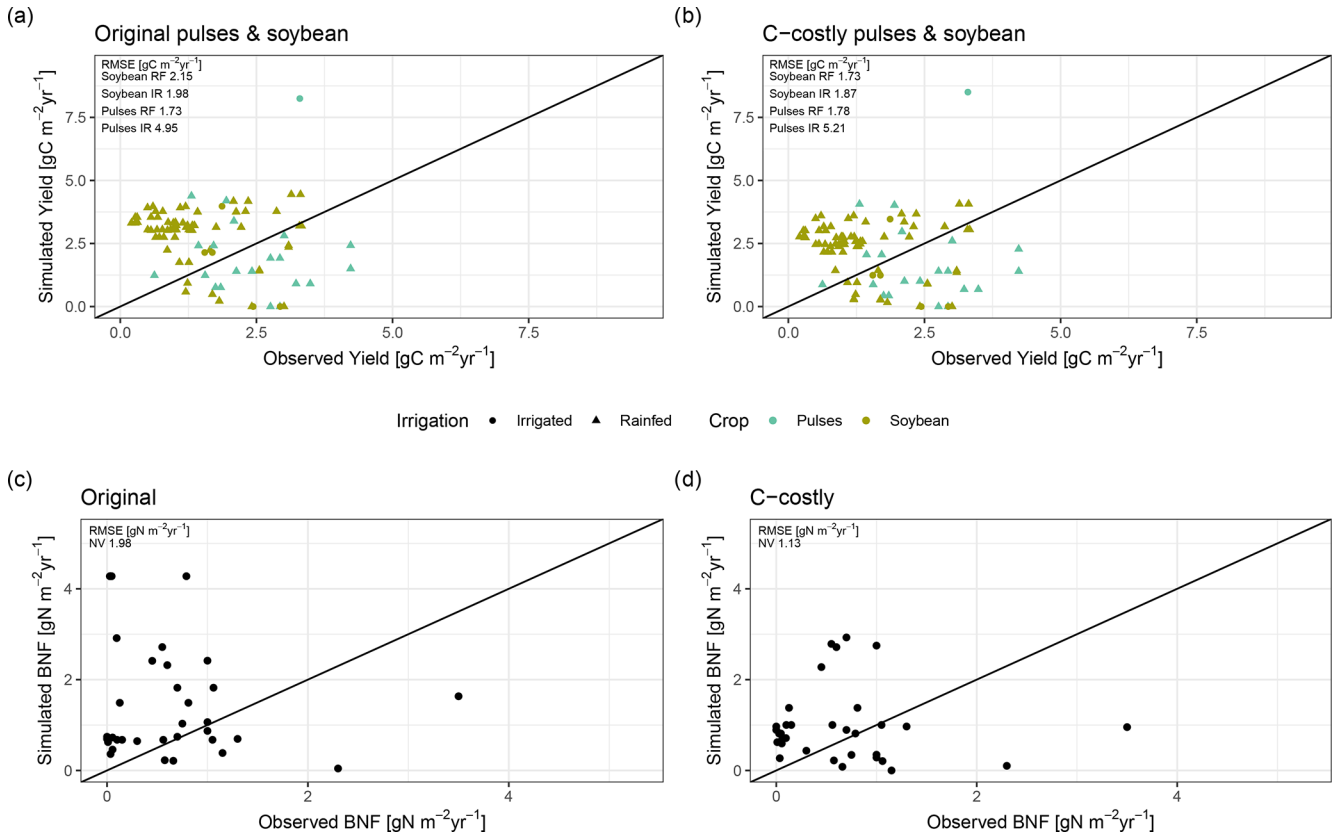 (a)
Original pulses & soybean
RMSE [gC m⁻²yr⁻¹]
Soybean RF 2.15
Soybean IR 1.98
Pulses RF 1.73
Pulses IR 4.95
Simulated Yield [gC m⁻²yr⁻¹]
7.5
5.0
2.5
0.0
0.0
2.5
5.0
7.5
Observed Yield [gC m⁻²yr⁻¹]
(b)
C−costly pulses & soybean
RMSE [gC m⁻²yr⁻¹]
Soybean RF 1.73
Soybean IR 1.87
Pulses RF 1.78
Pulses IR 5.21
Simulated Yield [gC m⁻²yr⁻¹]
7.5
5.0
2.5
0.0
0.0
2.5
5.0
7.5
Observed Yield [gC m⁻²yr⁻¹]
Irrigation Irrigated Rainfed Crop Pulses Soybean
(c)
Original
RMSE [gN m⁻²yr⁻¹]
NV 1.98
Simulated BNF [gN m⁻²yr⁻¹]
4
2
0
0
2
4
Observed BNF [gN m⁻²yr⁻¹]
(d)
C−costly
RMSE [gN m⁻²yr⁻¹]
NV 1.13
Simulated BNF [gN m⁻²yr⁻¹]
4
2
0
0
2
4
Observed BNF [gN m⁻²yr⁻¹]